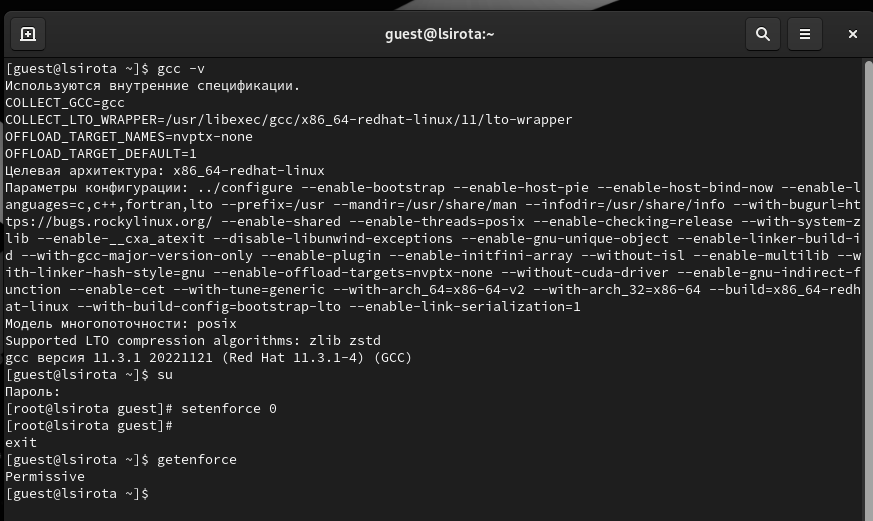 guest@lsirota:~
[guest@lsirota ~]$ gcc -v
Используются внутренние спецификации.
COLLECT_GCC=gcc
COLLECT_LTO_WRAPPER=/usr/libexec/gcc/x86_64-redhat-linux/11/lto-wrapper
OFFLOAD_TARGET_NAMES=nvptx-none
OFFLOAD_TARGET_DEFAULT=1
Целевая архитектура: x86_64-redhat-linux
Параметры конфигурации: ../configure --enable-bootstrap --enable-host-pie --enable-host-bind-now --enable-l
anguages=c,c++,fortran,lto --prefix=/usr --mandir=/usr/share/man --infodir=/usr/share/info --with-bugurl=ht
tps://bugs.rockylinux.org/ --enable-shared --enable-threads=posix --enable-checking=release --with-system-z
lib --enable-__cxa_atexit --disable-libunwind-exceptions --enable-gnu-unique-object --enable-linker-build-i
d --with-gcc-major-version-only --enable-plugin --enable-initfini-array --without-isl --enable-multilib --w
ith-linker-hash-style=gnu --enable-offload-targets=nvptx-none --without-cuda-driver --enable-gnu-indirect-f
unction --enable-cet --with-tune=generic --with-arch_64=x86-64-v2 --with-arch_32=x86-64 --build=x86_64-redh
at-linux --with-build-config=bootstrap-lto --enable-link-serialization=1
Модель многопоточности: posix
Supported LTO compression algorithms: zlib zstd
gcc версия 11.3.1 20221121 (Red Hat 11.3.1-4) (GCC)
[guest@lsirota ~]$ su
Пароль:
[root@lsirota guest]# setenforce 0
[root@lsirota guest]#
exit
[guest@lsirota ~]$ getenforce
Permissive
[guest@lsirota ~]$